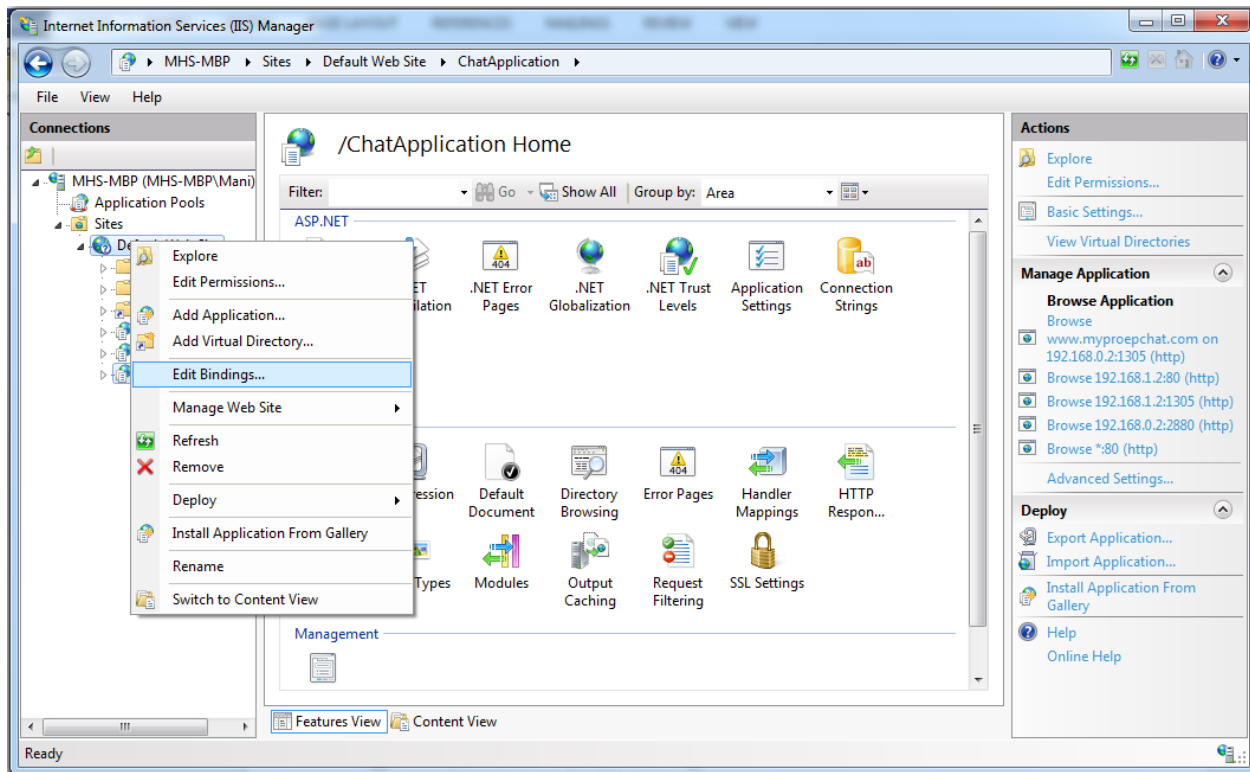 Internet Information Services (IIS) Manager
MHS-MBP Sites Default Web Site ChatApplication
File View Help
Connections
MHS-MBP (MHS-MBP\Mani)
Application Pools
Sites
Explore
Edit Permissions...
Add Application...
Add Virtual Directory...
Edit Bindings...
Manage Web Site
Refresh
Remove
Deploy
Install Application From Gallery
Rename
Switch to Content View
/ChatApplication Home
Filter: Go Show All Group by: Area
ASP.NET
.NET Error Pages
.NET Globalization
.NET Trust Levels
Application Settings
Connection Strings
404
ab
Default Document
Directory Browsing
Error Pages
Handler Mappings
HTTP Respon...
404
Types
Modules
Output Caching
Request Filtering
SSL Settings
Management
Features View Content View
Actions
Explore
Edit Permissions...
Basic Settings...
View Virtual Directories
Manage Application
Browse Application
Browse
www.myproepchat.com on
192.168.0.2:1305 (http)
Browse 192.168.1.2:80 (http)
Browse 192.168.1.2:1305 (http)
Browse 192.168.0.2:2880 (http)
Browse *:80 (http)
Advanced Settings...
Deploy
Export Application...
Import Application...
Install Application From
Gallery
Help
Online Help
Ready